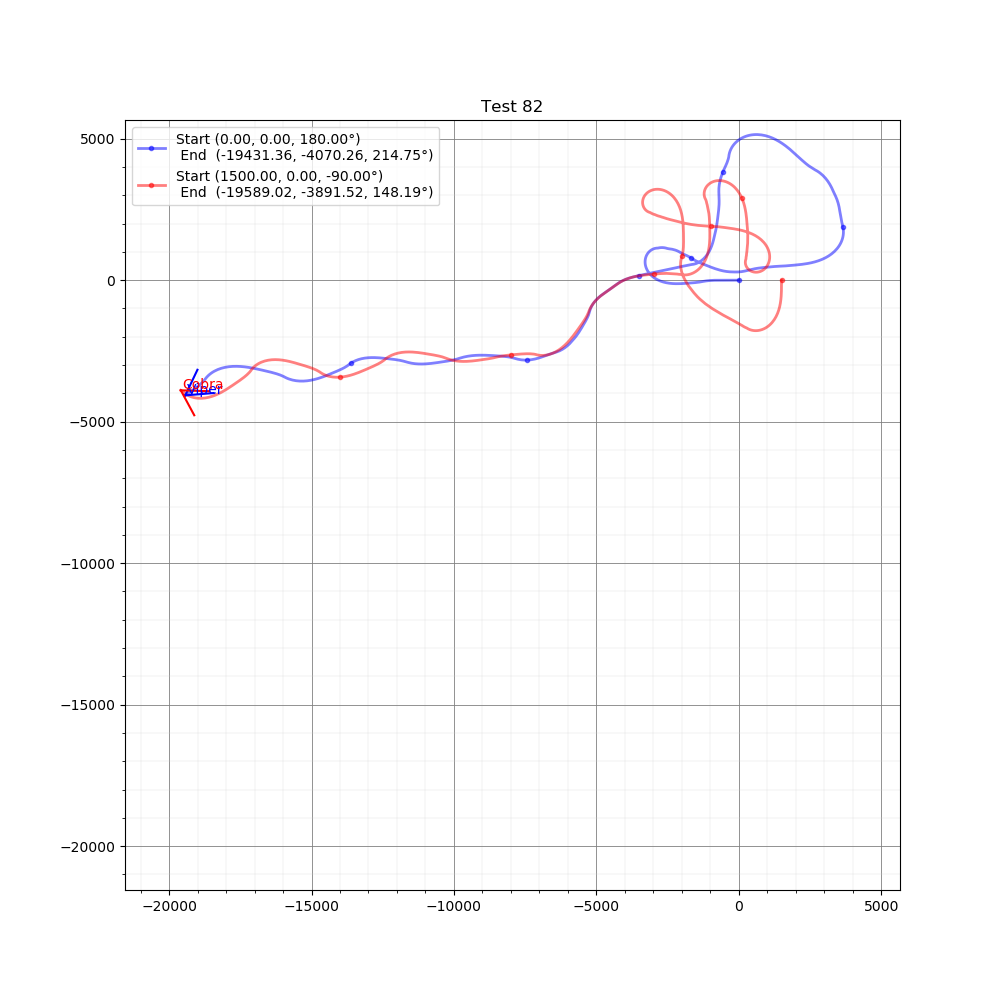 Test 82
Start (0.00, 0.00, 180.00°)
End (-19431.36, -4070.26, 214.75°)
Start (1500.00, 0.00, -90.00°)
End (-19589.02, -3891.52, 148.19°)
5000
0
−5000
−10000
−15000
−20000
Cobra
−20000 −15000 −10000 −5000 0 5000